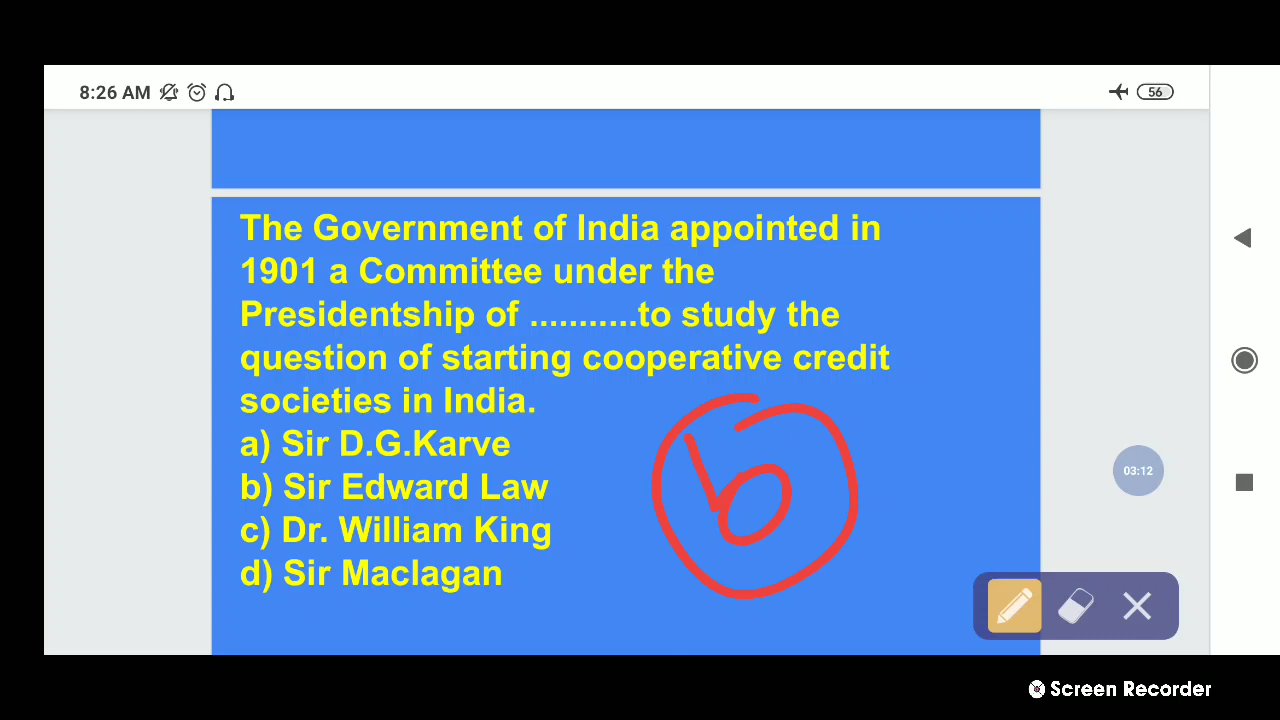 8:26 AM
56
The Government of India appointed in
1901 a Committee under the
Presidentship of ............to study the
question of starting cooperative credit
societies in India.
a) Sir D.G.Karve
b) Sir Edward Law
c) Dr. William King
d) Sir Maclagan
b
03:12
Screen Recorder